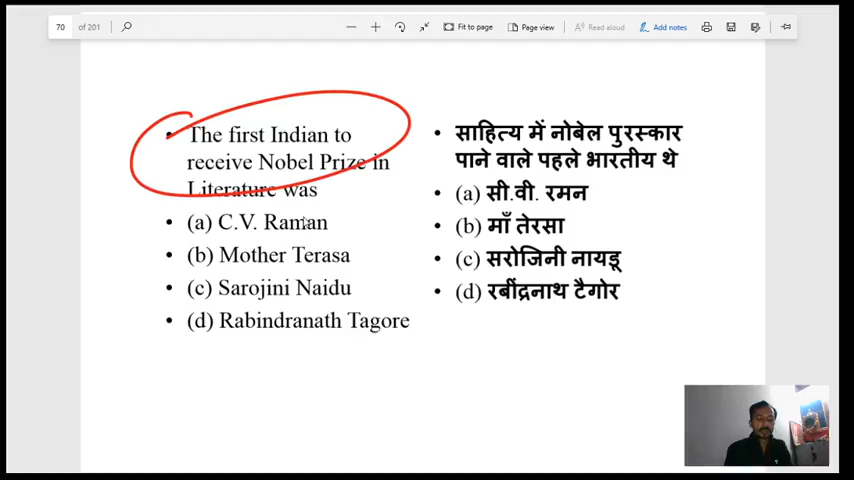 70 of 201
Fit to page
Page view
Read aloud
Add notes
The first Indian to
receive Nobel Prize in
Literature was
(a) C.V. Raman
(b) Mother Terasa
(c) Sarojini Naidu
(d) Rabindranath Tagore
साहित्य में नोबेल पुरस्कार
पाने वाले पहले भारतीय थे
(a) सी.वी. रमन
(b) माँ तेरसा
(c) सरोजिनी नायडू
(d) रबींद्रनाथ टैगोर